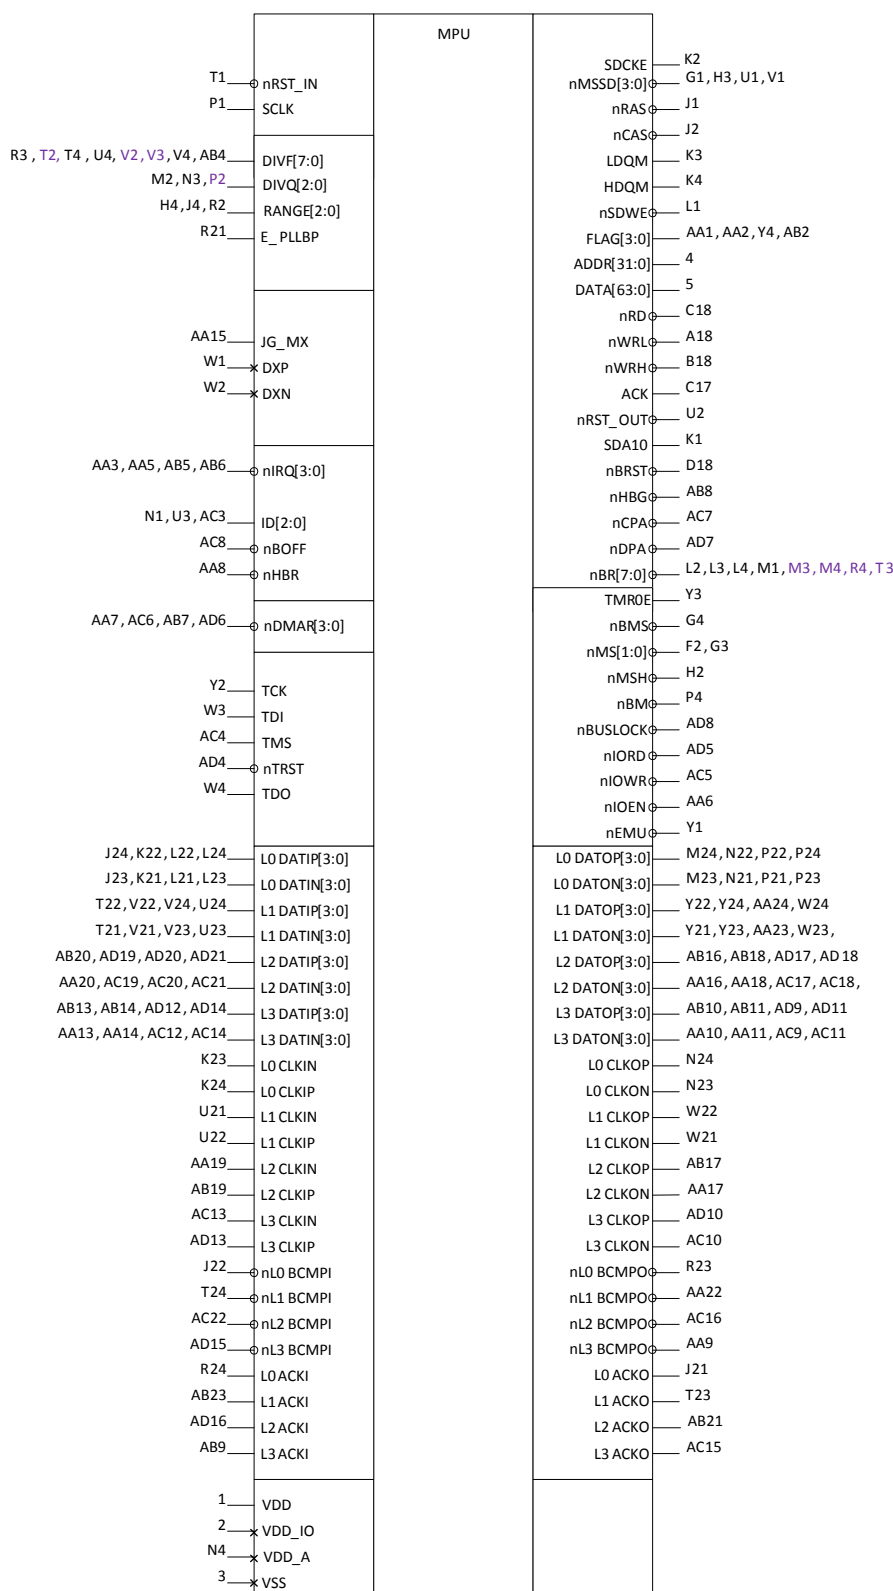 MPU
T1 nRST_IN
P1 SCLK
R3 , T2, T4 , U4, V2, V3, V4, AB4 DIVF[7:0]
M2, N3, P2 DIVQ[2:0]
H4, J4, R2 RANGE[2:0]
R21 E_PLLBP
AA15 JG_MX
W1 DXP
W2 DXN
AA3, AA5, AB5, AB6 nIRQ[3:0]
N1, U3, AC3 ID[2:0]
AC8 nBOFF
AA8 nHBR
AA7, AC6, AB7, AD6 nDMAR[3:0]
Y2 TCK
W3 TDI
AC4 TMS
AD4 nTRST
W4 TDO
J24, K22, L22, L24 L0 DATIP[3:0]
J23, K21, L21, L23 L0 DATIN[3:0]
T22, V22, V24, U24 L1 DATIP[3:0]
T21, V21, V23, U23 L1 DATIN[3:0]
AB20, AD19, AD20, AD21 L2 DATIP[3:0]
AA20, AC19, AC20, AC21 L2 DATIN[3:0]
AB13, AB14, AD12, AD14 L3 DATIP[3:0]
AA13, AA14, AC12, AC14 L3 DATIN[3:0]
K23 L0 CLKIN
K24 L0 CLKIP
U21 L1 CLKIN
U22 L1 CLKIP
AA19 L2 CLKIN
AB19 L2 CLKIP
AC13 L3 CLKIN
AD13 L3 CLKIP
J22 nL0 BCMPI
T24 nL1 BCMPI
AC22 nL2 BCMPI
AD15 nL3 BCMPI
R24 L0 ACKI
AB23 L1 ACKI
AD16 L2 ACKI
AB9 L3 ACKI
1 VDD
2 VDD_IO
N4 VDD_A
3 VSS
SDCKE K2
nMSSD[3:0] G1, H3, U1, V1
nRAS J1
nCAS J2
LDQM K3
HDQM K4
nSDWE L1
FLAG[3:0] AA1, AA2, Y4, AB2
ADDR[31:0] 4
DATA[63:0] 5
nRD C18
nWRL A18
nWRH B18
ACK C17
nRST_OUT U2
SDA10 K1
nBRST D18
nHBG AB8
nCPA AC7
nDPA AD7
nBR[7:0] L2, L3, L4, M1, M3, M4, R4, T3
TMR0E Y3
nBMS G4
nMS[1:0] F2, G3
nMSH H2
nBM P4
nBUSLOCK AD8
nIORD AD5
nIOWR AC5
nIOEN AA6
nEMU Y1
L0 DATOP[3:0] M24, N22, P22, P24
L0 DATON[3:0] M23, N21, P21, P23
L1 DATOP[3:0] Y22, Y24, AA24, W24
L1 DATON[3:0] Y21, Y23, AA23, W23,
L2 DATOP[3:0] AB16, AB18, AD17, AD18
L2 DATON[3:0] AA16, AA18, AC17, AC18,
L3 DATOP[3:0] AB10, AB11, AD9, AD11
L3 DATON[3:0] AA10, AA11, AC9, AC11
L0 CLKOP N24
L0 CLKON N23
L1 CLKOP W22
L1 CLKON W21
L2 CLKOP AB17
L2 CLKON AA17
L3 CLKOP AD10
L3 CLKON AC10
nL0 BCMPO R23
nL1 BCMPO AA22
nL2 BCMPO AC16
nL3 BCMPO AA9
L0 ACKO J21
L1 ACKO T23
L2 ACKO AB21
L3 ACKO AC15